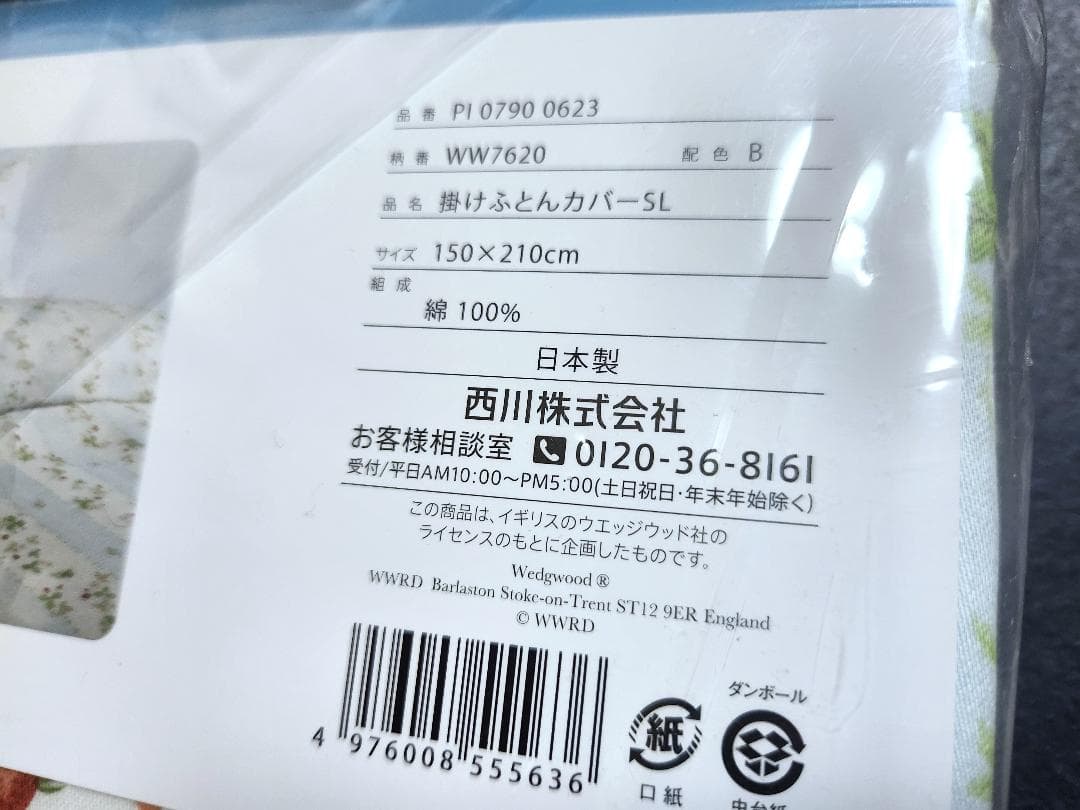 品番 PI 0790 0623
柄番 WW7620 配色 B
品名 掛けふとんカバーSL
サイズ 150×210cm
組成
綿 100%
日本製
西川株式会社
お客様相談室 0120-36-8161
受付/平日AM10:00〜PM5:00(土日祝日・年末年始除く)
この商品は、イギリスのウエッジウッド社の
ライセンスのもとに企画したものです。
Wedgwood ®
WWRD Barlaston Stoke-on-Trent ST12 9ER England
© WWRD
4 976008 555636
紙
口紙
ダンボール
中台紙